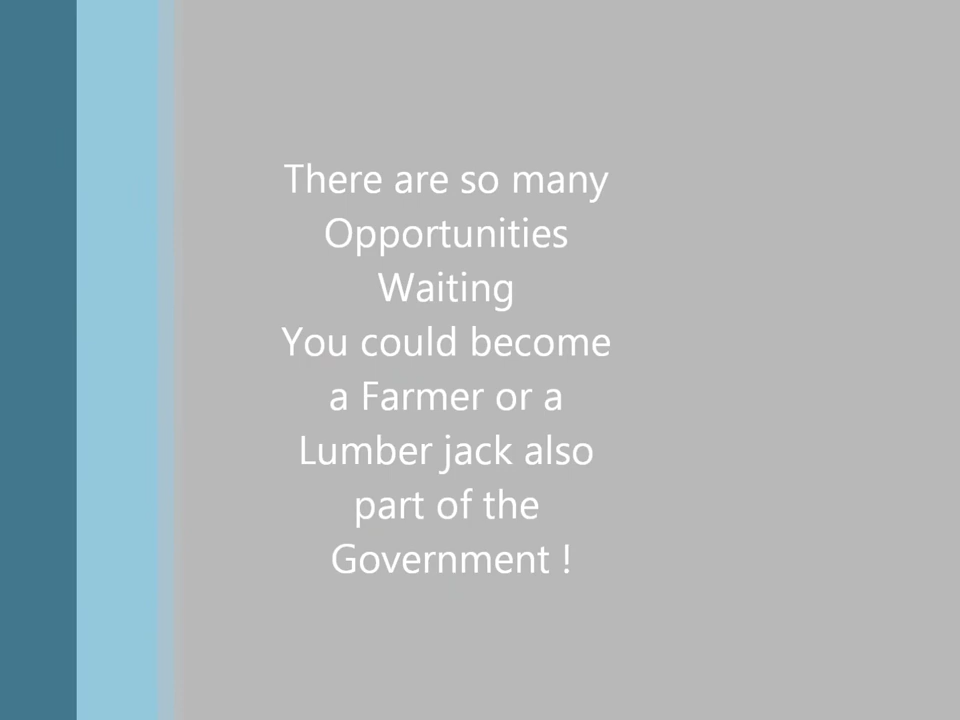 There are so many
Opportunities
Waiting
You could become
a Farmer or a
Lumber jack also
part of the
Government !